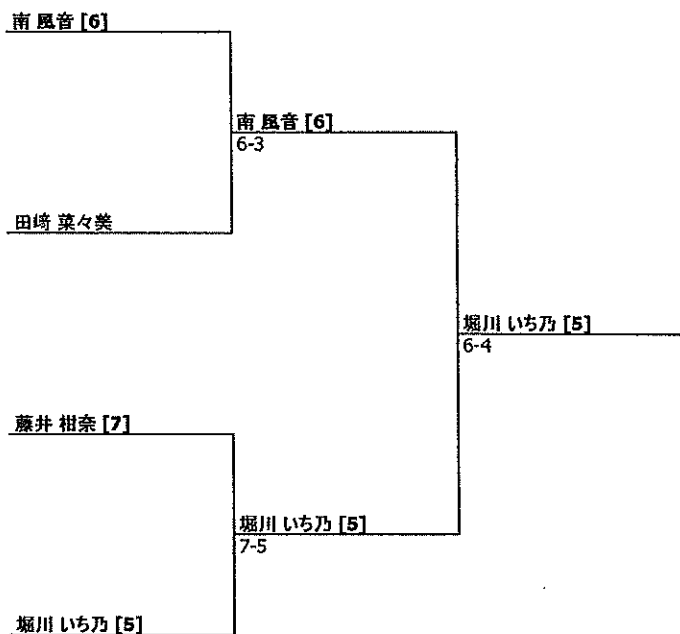 南 風音 [6]
南 風音 [6]
6-3
田﨑 菜々美
堀川 いち乃 [5]
6-4
藤井 柑奈 [7]
堀川 いち乃 [5]
7-5
堀川 いち乃 [5]